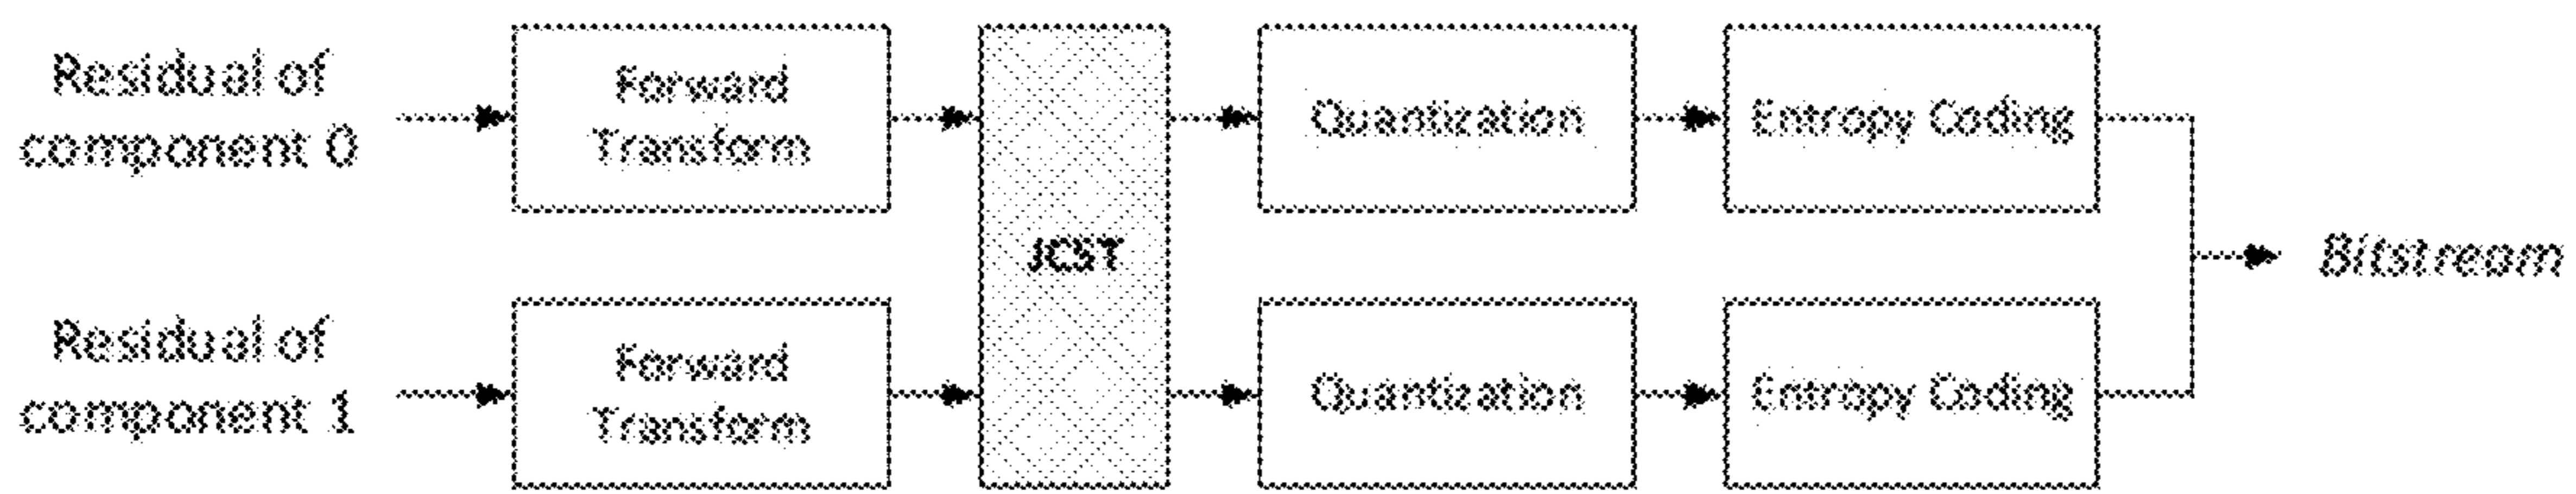 Residual of
component 0
Forward
Transform
Quantization
Entropy Coding
JCST
Bitstream
Residual of
component 1
Forward
Transform
Quantization
Entropy Coding